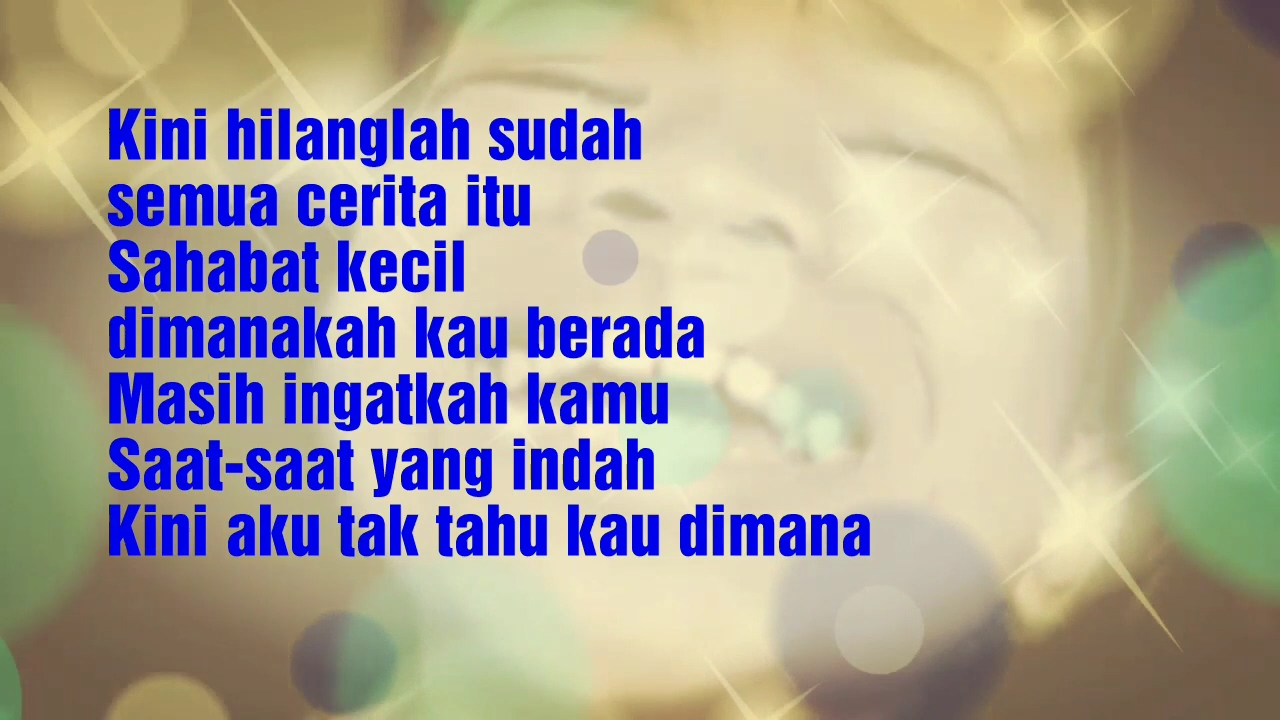 Kini hilanglah sudah
semua cerita itu
Sahabat kecil
dimanakah kau berada
Masih ingatkah kamu
Saat-saat yang indah
Kini aku tak tahu kau dimana